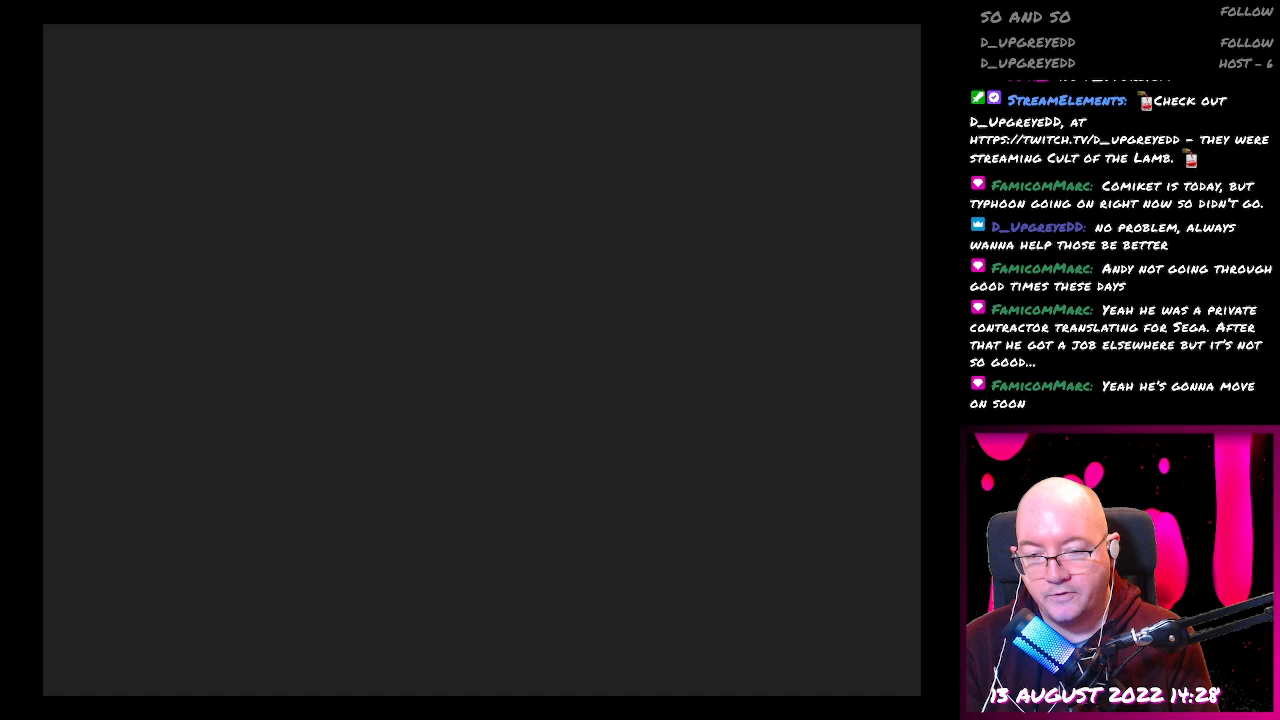 SO AND SO FOLLOW
D_UPGREYEDD FOLLOW
D_UPGREYEDD HOST - 6
StreamElements: Check out
D_UpgreyeDD, at
https://twitch.tv/d_upgreyedd - they were
streaming Cult of the Lamb.
FamicomMarc: Comiket is today, but
typhoon going on right now so didn't go.
D_UpgreyeDD: no problem, always
wanna help those be better
FamicomMarc: Andy not going through
good times these days
FamicomMarc: Yeah he was a private
contractor translating for Sega. After
that he got a job elsewhere but it's not
so good...
FamicomMarc: Yeah he's gonna move
on soon
13 AUGUST 2022 14:28